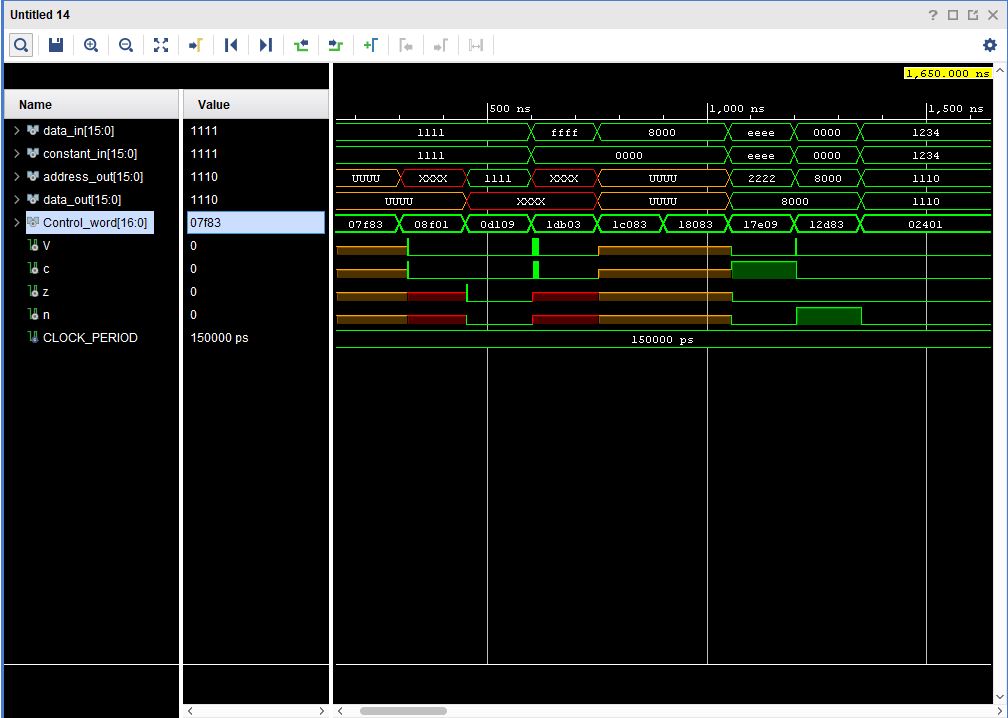 Untitled 14
?
1,650.000 ns
Name Value
500 ns 1,000 ns 1,500 ns
data_in[15:0] 1111 1111 ffff 8000 eeee 0000 1234
constant_in[15:0] 1111 1111 0000 eeee 0000 1234
address_out[15:0] 1110 UUUU XXXX 1111 XXXX UUUU 2222 8000 1110
data_out[15:0] 1110 UUUU XXXX UUUU 8000 1110
Control_word[16:0] 07f83 07f83 08f01 0d109 1db03 1c083 18083 17e09 12d83 02401
V 0
c 0
z 0
n 0
CLOCK_PERIOD 150000 ps 150000 ps